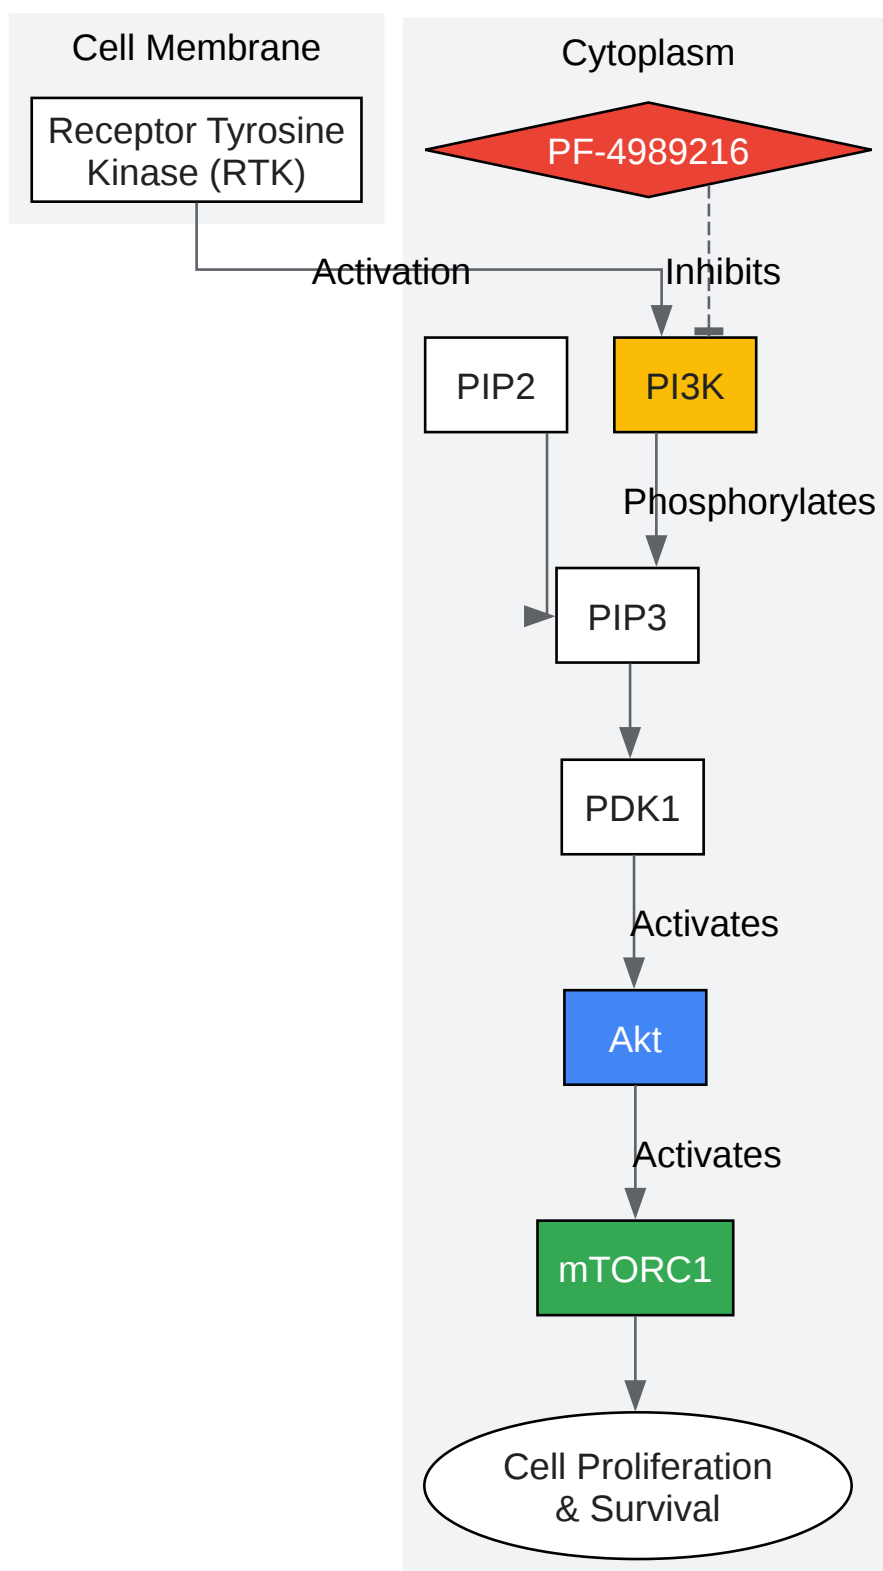 Cell Membrane
Receptor Tyrosine
Kinase (RTK)
Cytoplasm
PF-4989216
Activation
Inhibits
PIP2
PI3K
Phosphorylates
PIP3
PDK1
Activates
Akt
Activates
mTORC1
Cell Proliferation
& Survival